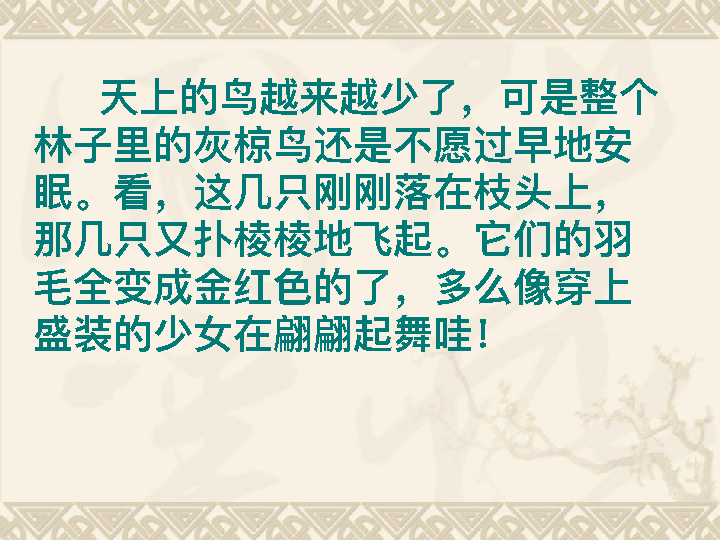 天上的鸟越来越少了，可是整个
林子里的灰椋鸟还是不愿过早地安
眠。看，这几只刚刚落在枝头上，
那几只又扑棱棱地飞起。它们的羽
毛全变成金红色的了，多么像穿上
盛装的少女在翩翩起舞哇！